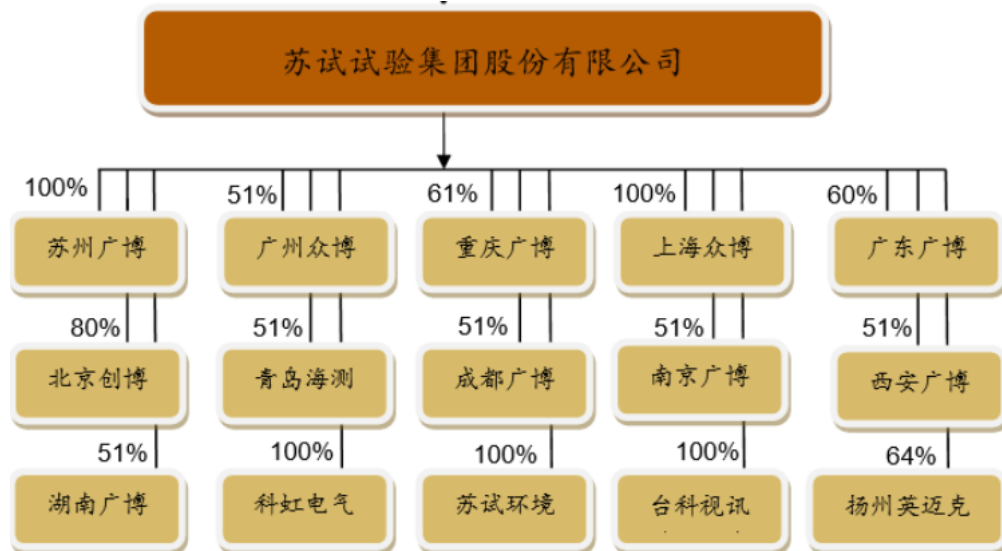 苏试试验集团股份有限公司
100% 51% 61% 100% 60%
苏州广博 广州众博 重庆广博 上海众博 广东广博
80% 51% 51% 51% 51%
北京创博 青岛海测 成都广博 南京广博 西安广博
51% 100% 100% 100% 64%
湖南广博 科虹电气 苏试环境 台科视讯 扬州英迈克